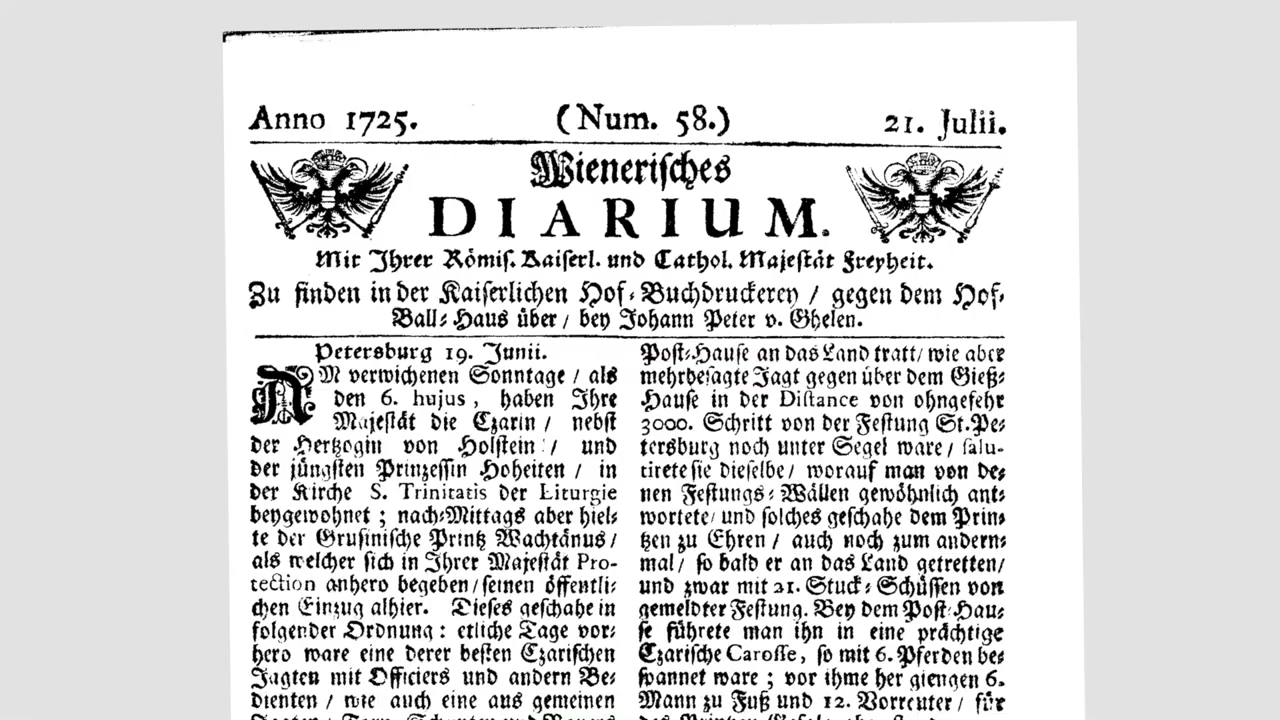 Anno 1725. (Num. 58.) 21. Julii.
Wienerisches
DIARIUM.
Mit Ihrer Römis. Kaiserl. und Cathol. Majestät Freyheit.
Zu finden in der Kaiserlichen Hof-Buchdruckerey / gegen dem Hof-
Ball-Haus über / bey Johann Peter v. Ghelen.
Petersburg 19. Junii.
AM verwichenen Sonntage / als
den 6. hujus, haben Ihre
Majestät die Czarin / nebst
der Hertzogin von Holstein / und
der jüngsten Prinzessin Hoheiten / in
der Kirche S. Trinitatis der Liturgie
beygewohnet ; nach-Mittags aber hiel-
te der Grusinische Printz Wachtänus /
als welcher sich in Ihrer Majestät Pro-
tection anhero begeben / seinen öffentli-
chen Einzug alhier. Dieses geschahe in
folgender Ordnung : etliche Tage vor-
hero ware eine derer besten Czarischen
Jagten mit Officiers und andern Be-
dienten / wie auch eine aus gemeinen
Post-Hause an das Land tratt / wie aber
mehrbesagte Jagt gegen über dem Gieß-
Hause in der Distance von ohngefehr
3000. Schritt von der Festung St. Pe-
tersburg noch unter Segel ware / salu-
tirete sie dieselbe / worauf man von de-
nen Festungs-Wällen gewöhnlich ant-
wortete / und solches geschahe dem Prin-
tzen zu Ehren / auch noch zum andern-
mal / so bald er an das Land getretten /
und zwar mit 21. Stuck-Schüssen von
gemeldter Festung. Bey dem Post-Hau-
se führete man ihn in eine prächtige
Czarische Carosse, so mit 6. Pferden be-
spannet ware ; vor ihme her giengen 6.
Mann zu Fuß und 12. Vorreuter / für